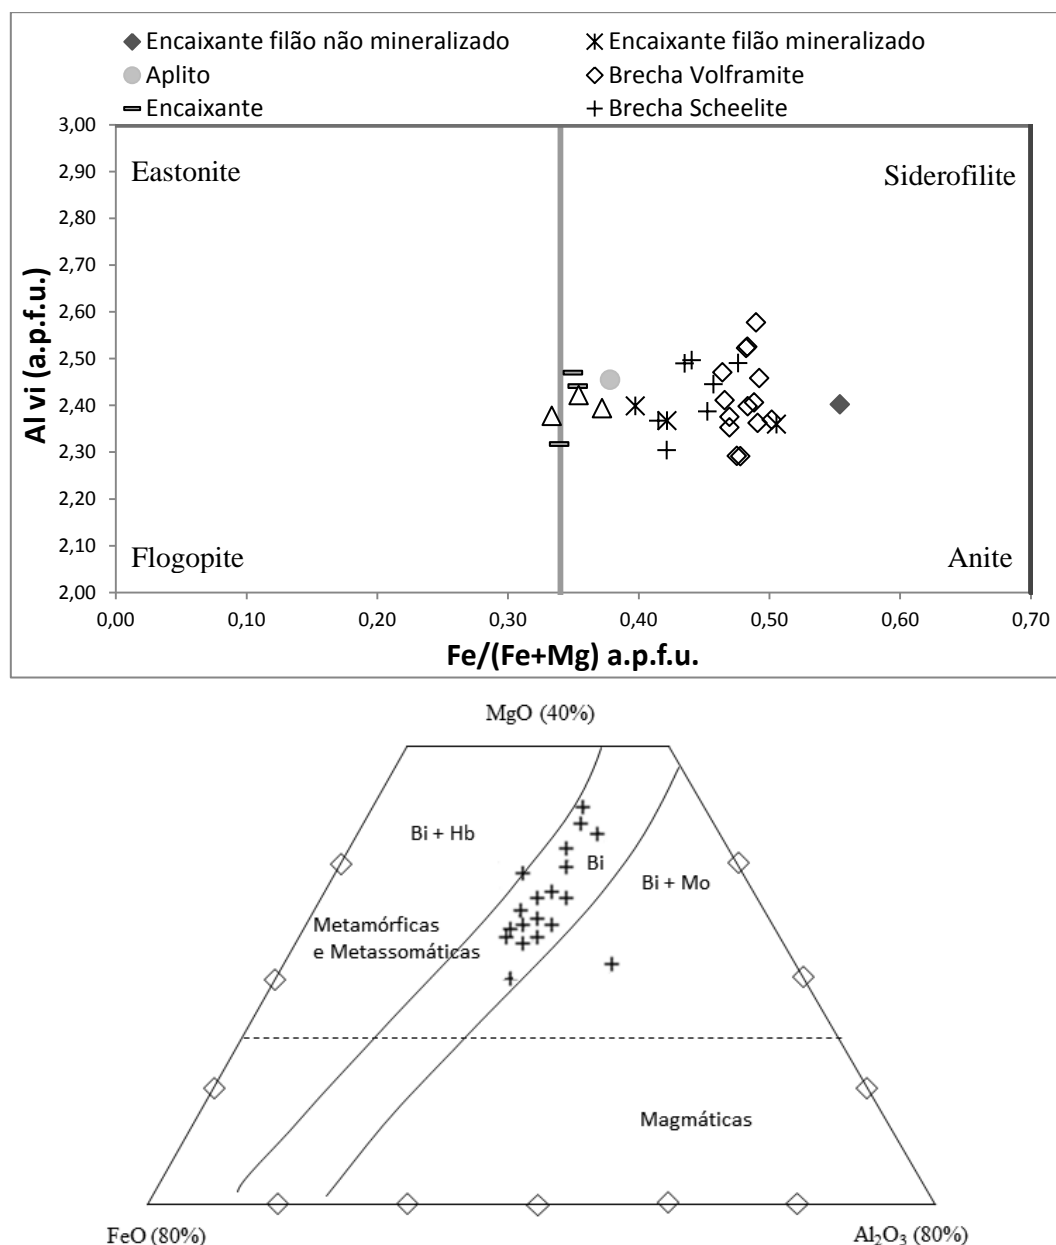 Encaixante filão não mineralizado Encaixante filão mineralizado
Aplito Brecha Volframite
Encaixante Brecha Scheelite
3,00
2,90
2,80
2,70
2,60
2,50
2,40
2,30
2,20
2,10
2,00
Al vi (a.p.f.u.)
Eastonite Siderofilite
Flogopite Anite
0,00 0,10 0,20 0,30 0,40 0,50 0,60 0,70
Fe/(Fe+Mg) a.p.f.u.
MgO (40%)
Bi + Hb
Bi
Bi + Mo
Metamórficas
e Metassomáticas
Magmáticas
FeO (80%) Al₂O₃ (80%)